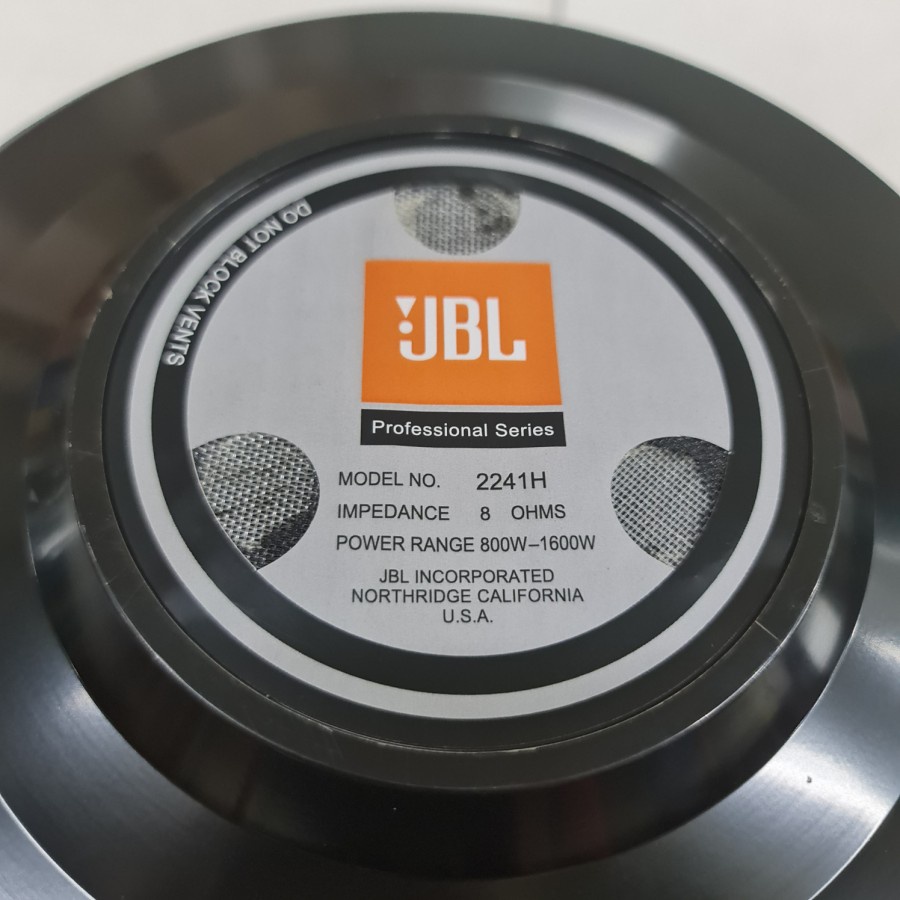 DO NOT BLOCK VENTS
JBL
Professional Series
MODEL NO. 2241H
IMPEDANCE 8 OHMS
POWER RANGE 800W–1600W
JBL INCORPORATED
NORTHRIDGE CALIFORNIA
U.S.A.